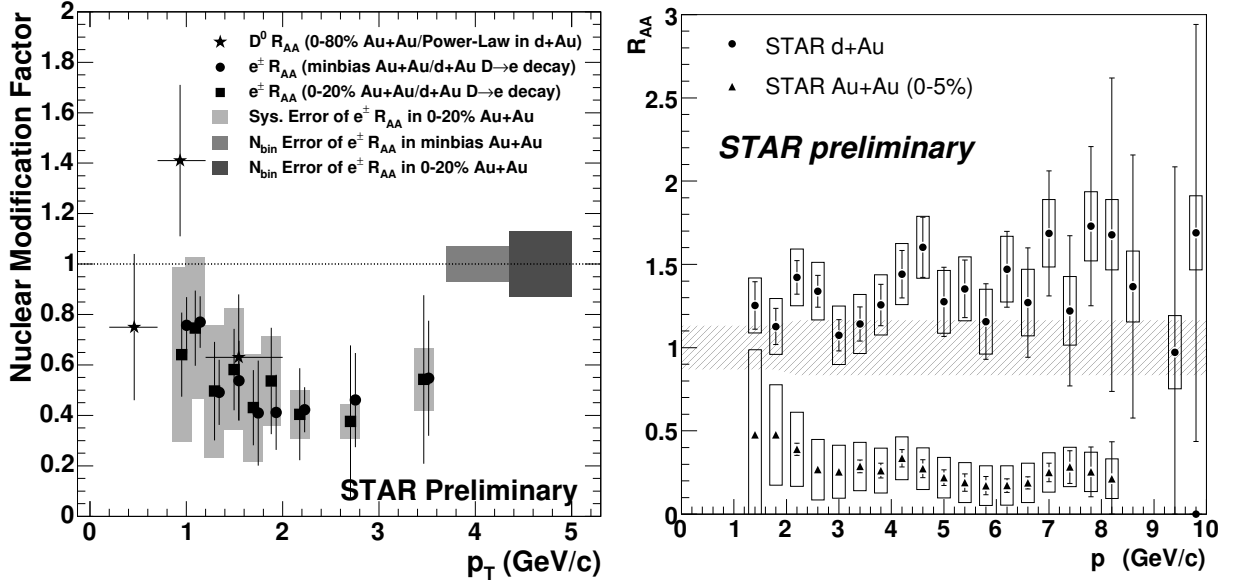 Nuclear Modification Factor
2
1.8
1.6
1.4
1.2
1
0.8
0.6
0.4
0.2
0
D⁰ R_AA (0-80% Au+Au/Power-Law in d+Au)
e± R_AA (minbias Au+Au/d+Au D→e decay)
e± R_AA (0-20% Au+Au/d+Au D→e decay)
Sys. Error of e± R_AA in 0-20% Au+Au
N_bin Error of e± R_AA in minbias Au+Au
N_bin Error of e± R_AA in 0-20% Au+Au
STAR Preliminary
0 1 2 3 4 5
p_T (GeV/c)
R_AA
3
2.5
2
1.5
1
0.5
0
STAR d+Au
STAR Au+Au (0-5%)
STAR preliminary
0 1 2 3 4 5 6 7 8 9 10
p (GeV/c)